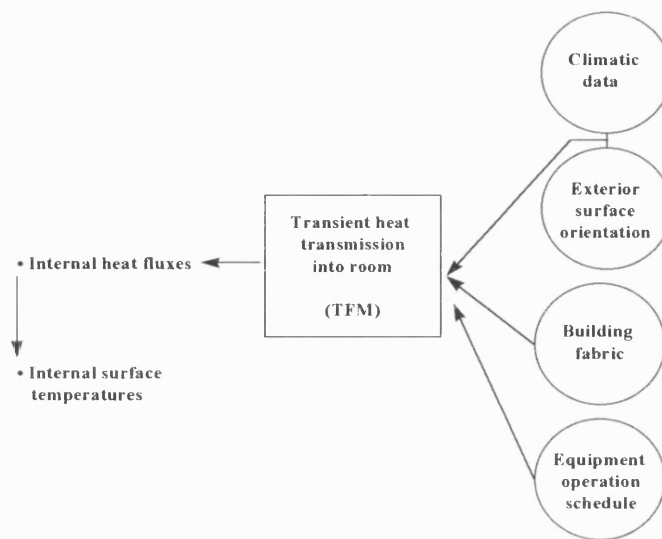 Climatic
data
Exterior
surface
orientation
Transient heat
transmission
into room
(TFM)
• Internal heat fluxes
Building
fabric
• Internal surface
temperatures
Equipment
operation
schedule